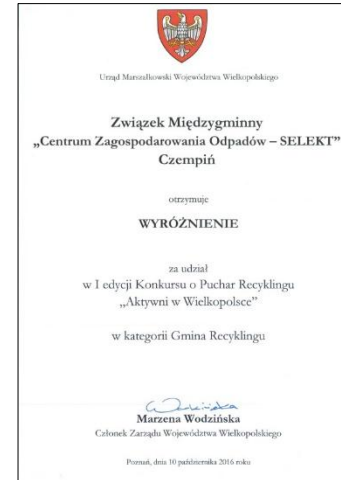 Urząd Marszałkowski Województwa Wielkopolskiego
Związek Międzygminny
„Centrum Zagospodarowania Odpadów – SELEKT”
Czempiń
otrzymuje
WYRÓŻNIENIE
za udział
w I edycji Konkursu o Puchar Recyklingu
„Aktywni w Wielkopolsce”
w kategorii Gmina Recyklingu
Marzena Wodzińska
Członek Zarządu Województwa Wielkopolskiego
Poznań, dnia 10 października 2016 roku